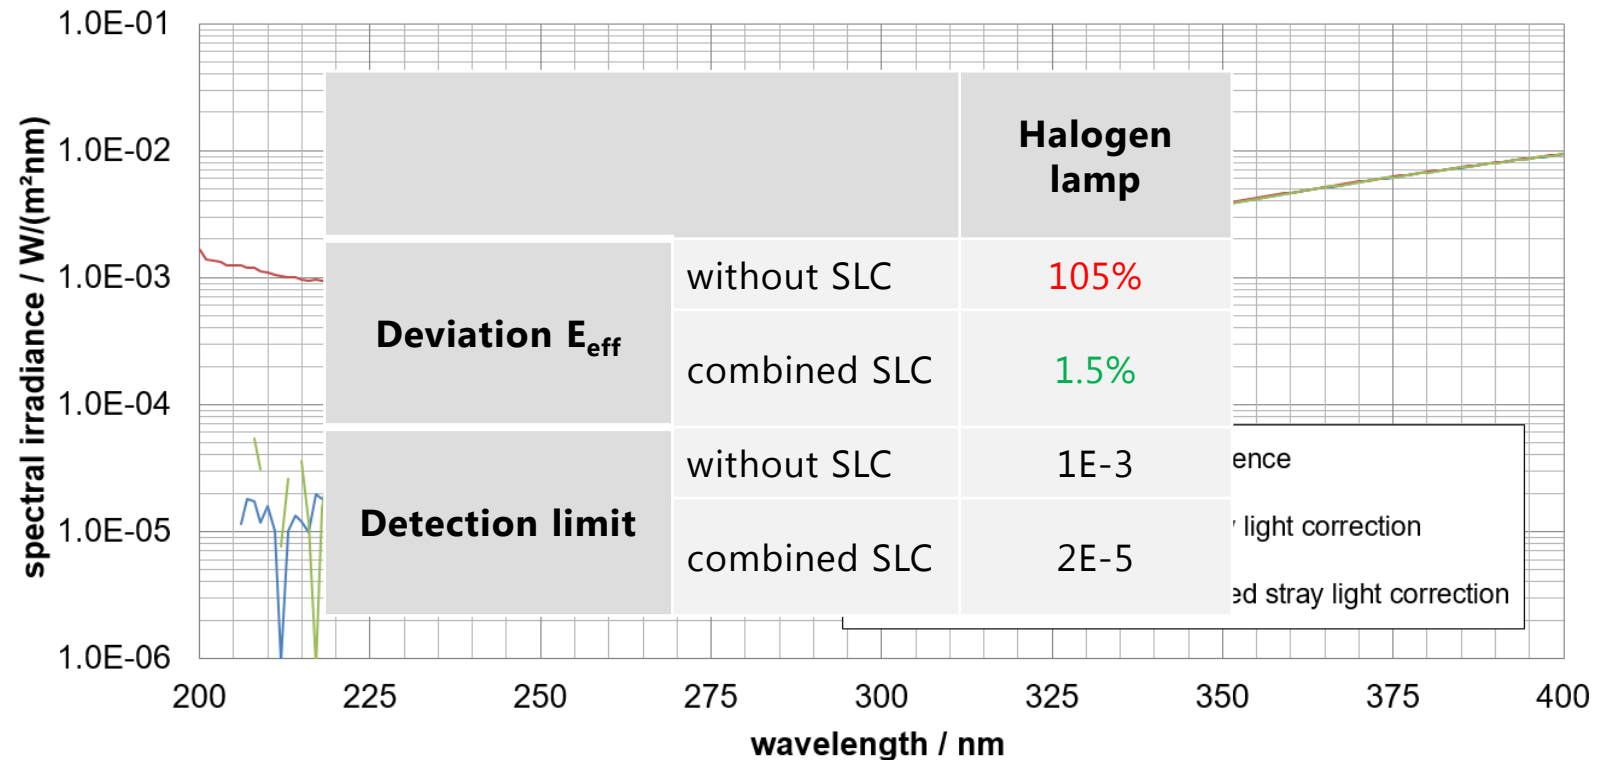 1.0E-01
1.0E-02
1.0E-03
1.0E-04
1.0E-05
1.0E-06
spectral irradiance / W/(m²nm)
Halogen
lamp
Deviation E_eff
without SLC 105%
combined SLC 1.5%
Detection limit
without SLC 1E-3
combined SLC 2E-5
light correction
stray light correction
200 225 250 275 300 325 350 375 400
wavelength / nm